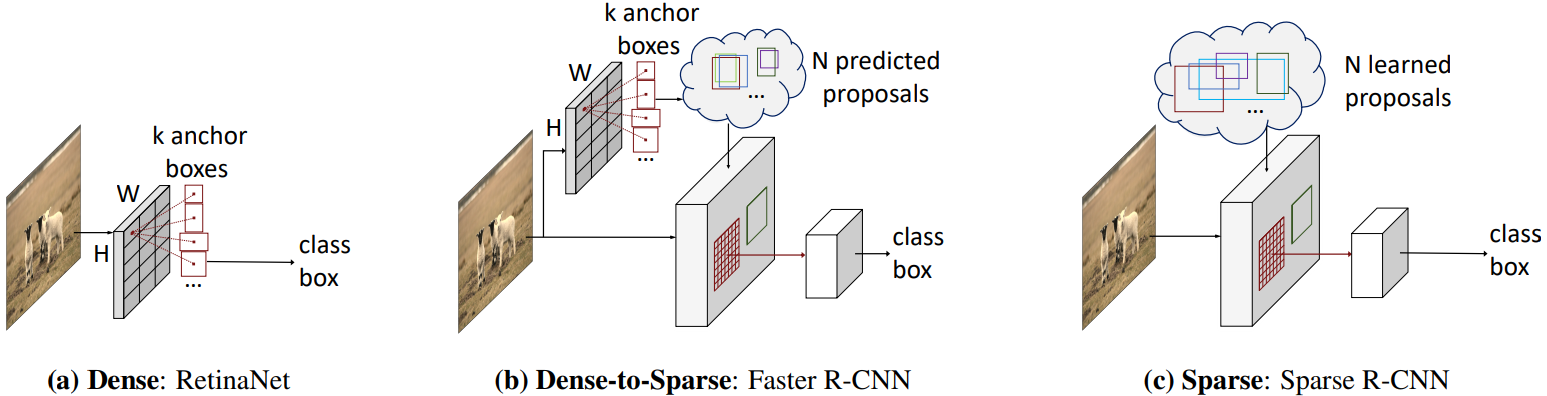 k anchor
boxes
W
H
...
class
box
(a) Dense: RetinaNet
k anchor
boxes
W
H
...
...
N predicted
proposals
class
box
(b) Dense-to-Sparse: Faster R-CNN
N learned
proposals
...
class
box
(c) Sparse: Sparse R-CNN